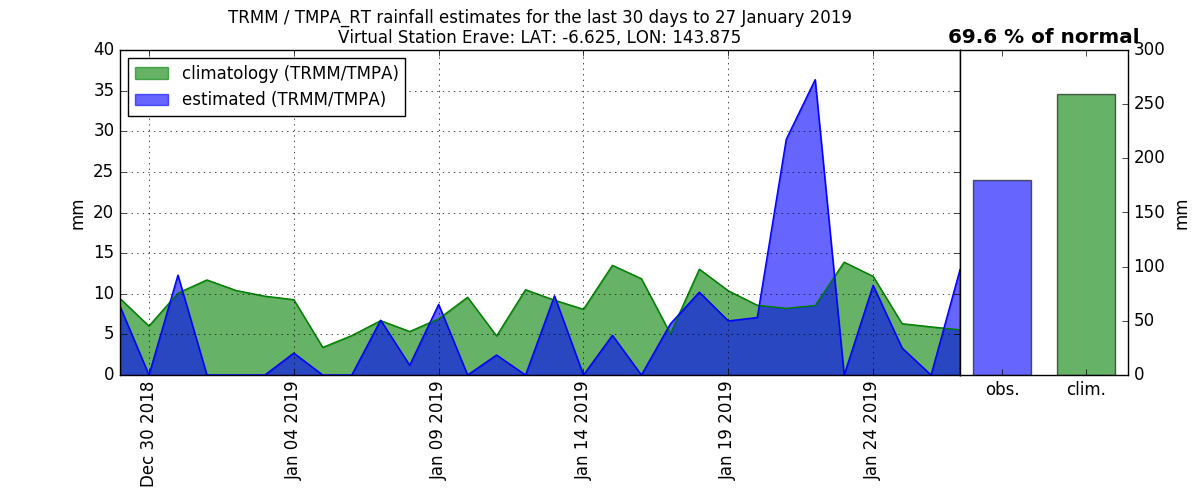 TRMM / TMPA_RT rainfall estimates for the last 30 days to 27 January 2019
Virtual Station Erave: LAT: -6.625, LON: 143.875
69.6 % of normal
climatology (TRMM/TMPA)
estimated (TRMM/TMPA)
mm
40
35
30
25
20
15
10
5
0
Dec 30 2018
Jan 04 2019
Jan 09 2019
Jan 14 2019
Jan 19 2019
Jan 24 2019
obs.
clim.
300
250
200
150
100
50
0
mm